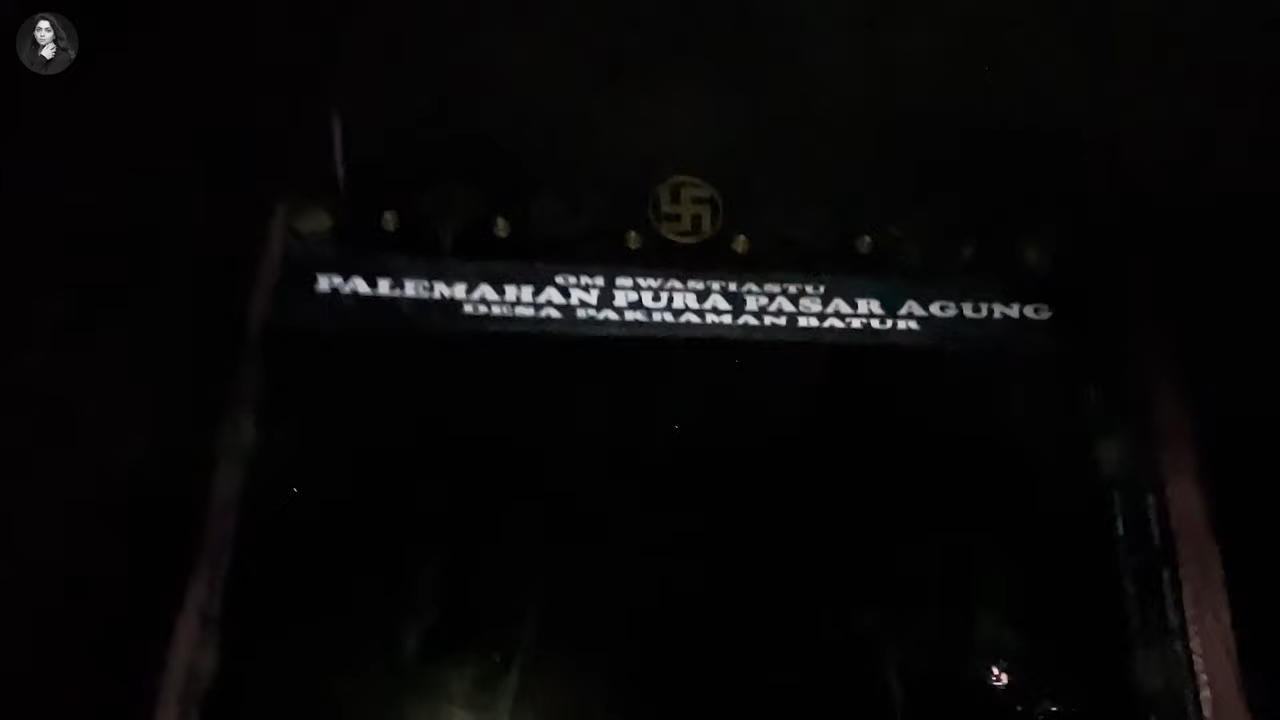 OM SWASTIASTU
PALEMAHAN PURA PASAR AGUNG
DESA PAKRAMAN BATUR